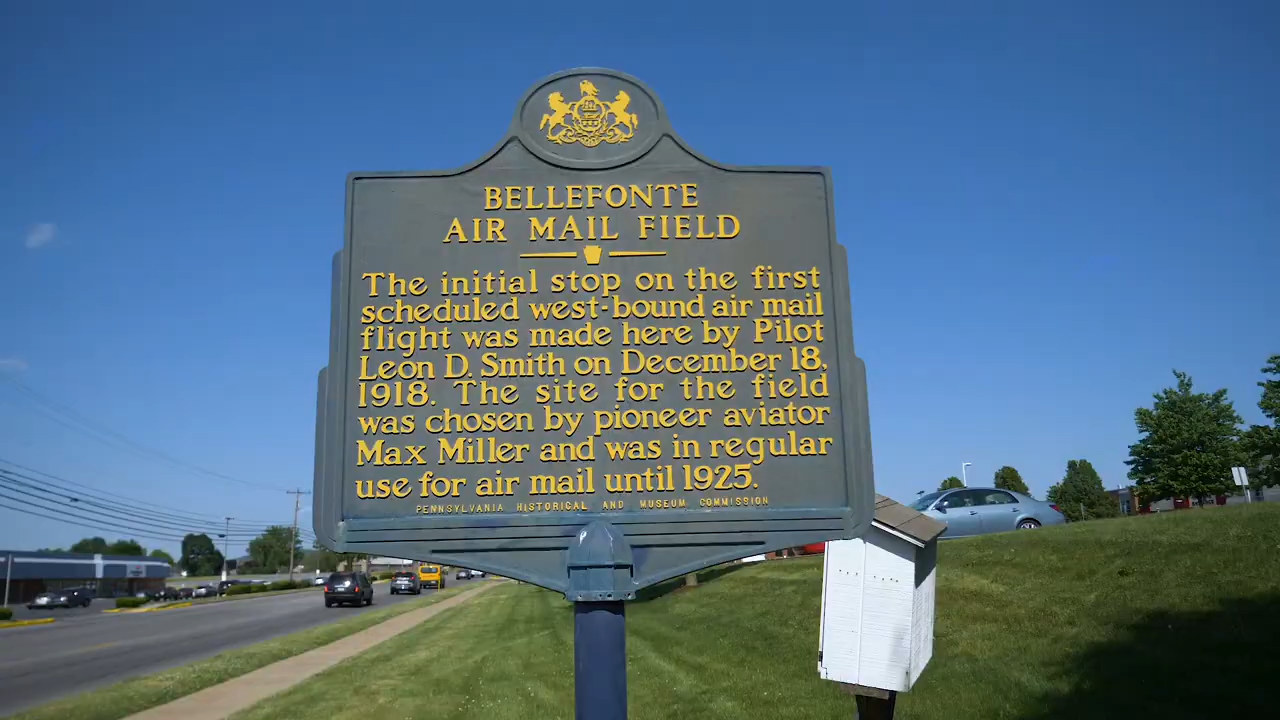 BELLEFONTE
AIR MAIL FIELD
The initial stop on the first
scheduled west-bound air mail
flight was made here by Pilot
Leon D. Smith on December 18,
1918. The site for the field
was chosen by pioneer aviator
Max Miller and was in regular
use for air mail until 1925.
PENNSYLVANIA HISTORICAL AND MUSEUM COMMISSION